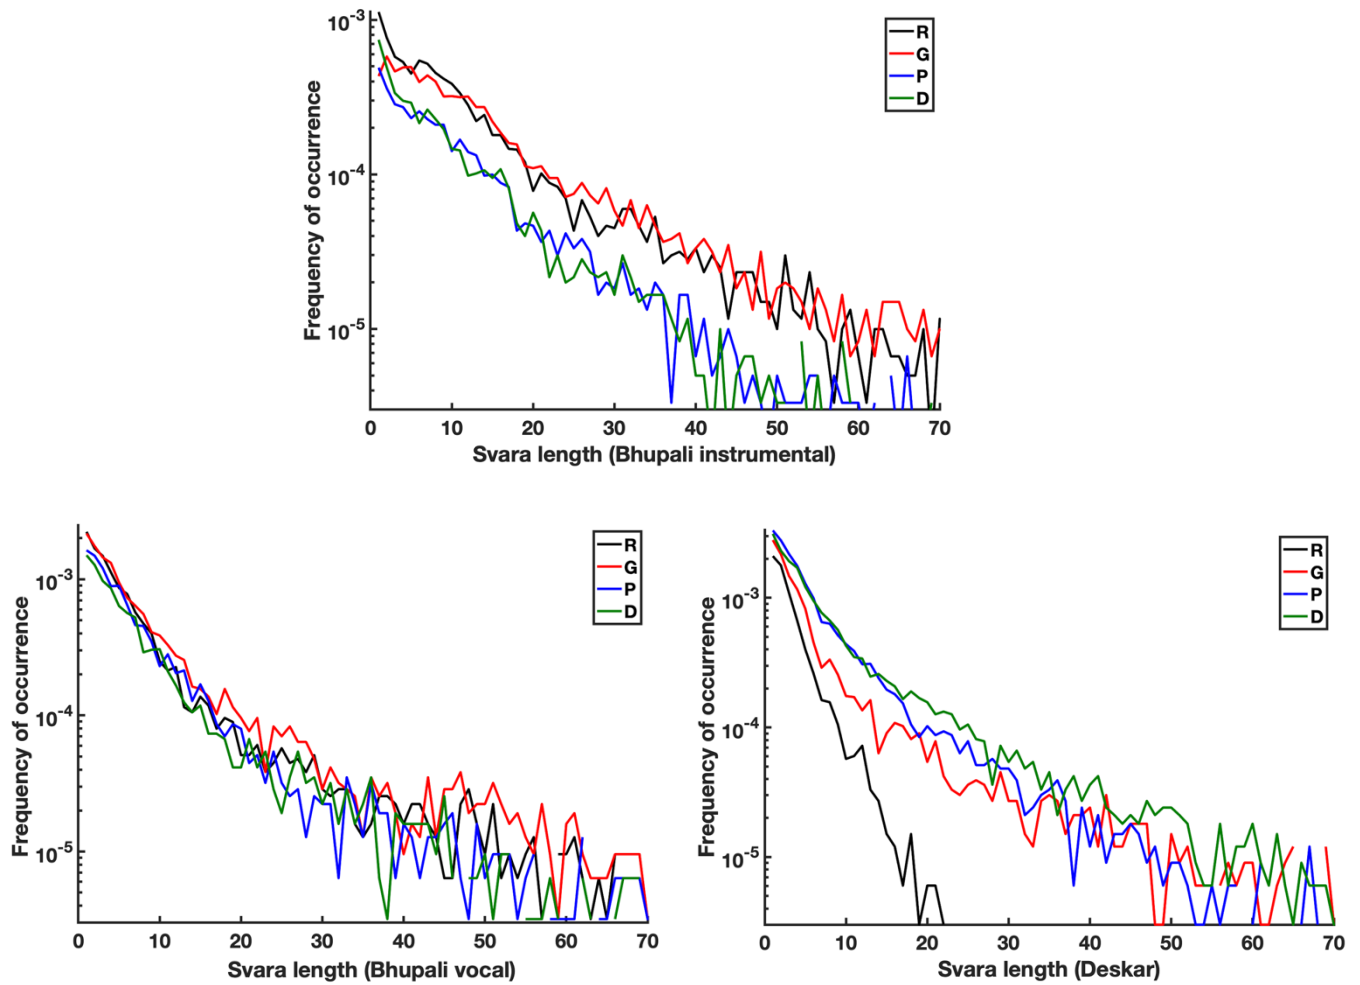 10^-3
10^-4
10^-5
Frequency of occurrence
0 10 20 30 40 50 60 70
Svara length (Bhupali instrumental)
R
G
P
D
10^-3
10^-4
10^-5
Frequency of occurrence
0 10 20 30 40 50 60 70
Svara length (Bhupali vocal)
R
G
P
D
10^-3
10^-4
10^-5
Frequency of occurrence
0 10 20 30 40 50 60 70
Svara length (Deskar)
R
G
P
D